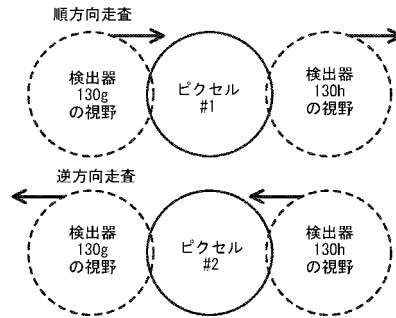 順方向走査
検出器
130g
の視野
ピクセル
#1
検出器
130h
の視野
逆方向走査
検出器
130g
の視野
ピクセル
#2
検出器
130h
の視野